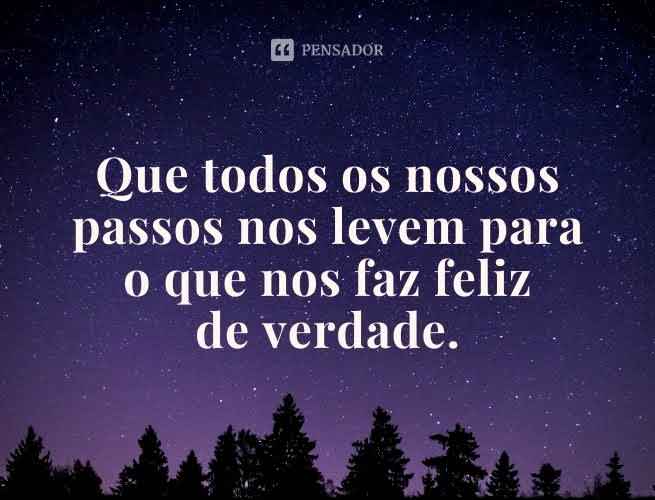 PENSADOR
Que todos os nossos
passos nos levem para
o que nos faz feliz
de verdade.